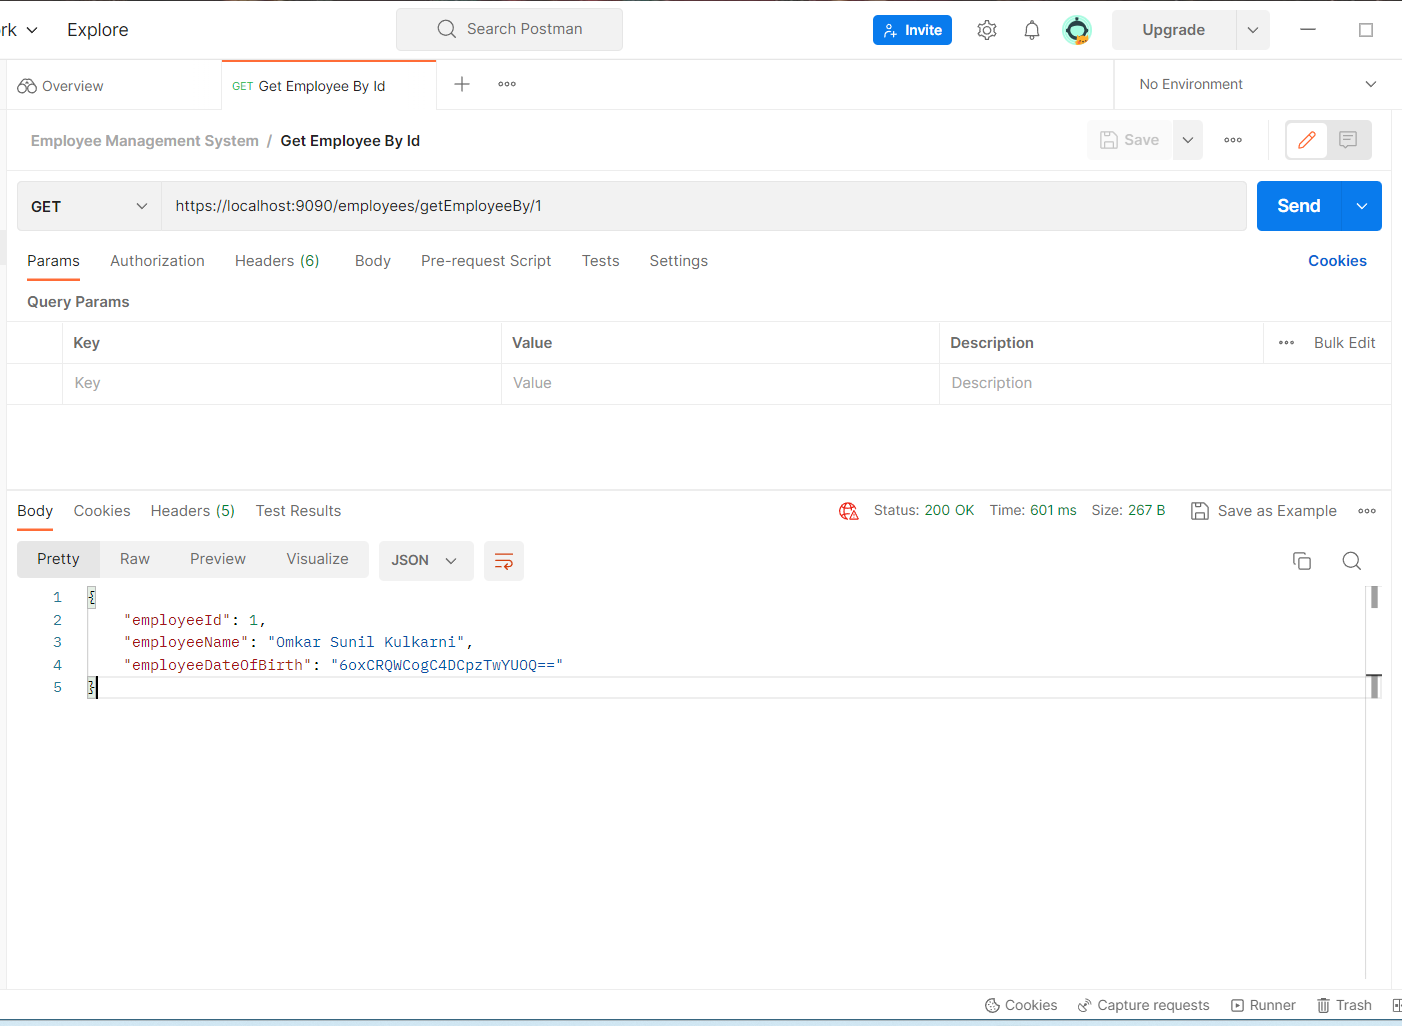 rk Explore Search Postman Invite Upgrade
Overview GET Get Employee By Id No Environment
Employee Management System / Get Employee By Id Save
GET https://localhost:9090/employees/getEmployeeBy/1 Send
Params Authorization Headers (6) Body Pre-request Script Tests Settings Cookies
Query Params
Key Value Description Bulk Edit
Key Value Description
Body Cookies Headers (5) Test Results Status: 200 OK Time: 601 ms Size: 267 B Save as Example
Pretty Raw Preview Visualize JSON
1 {
2 "employeeId": 1,
3 "employeeName": "Omkar Sunil Kulkarni",
4 "employeeDateOfBirth": "6oxCRQWCogC4DCpzTwYUOQ=="
5 }
Cookies Capture requests Runner Trash